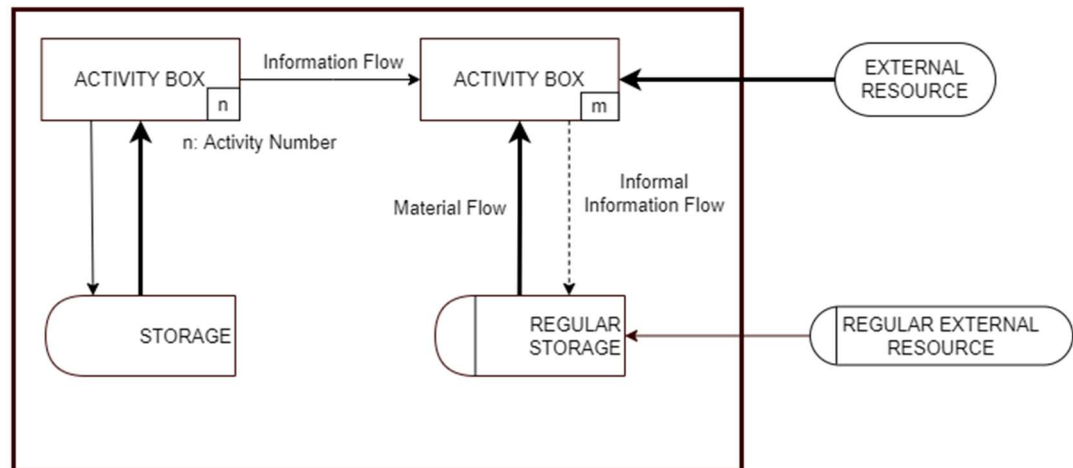 ACTIVITY BOX
n
Information Flow
ACTIVITY BOX
m
EXTERNAL
RESOURCE
n: Activity Number
Material Flow
Informal
Information Flow
STORAGE
REGULAR
STORAGE
REGULAR EXTERNAL
RESOURCE